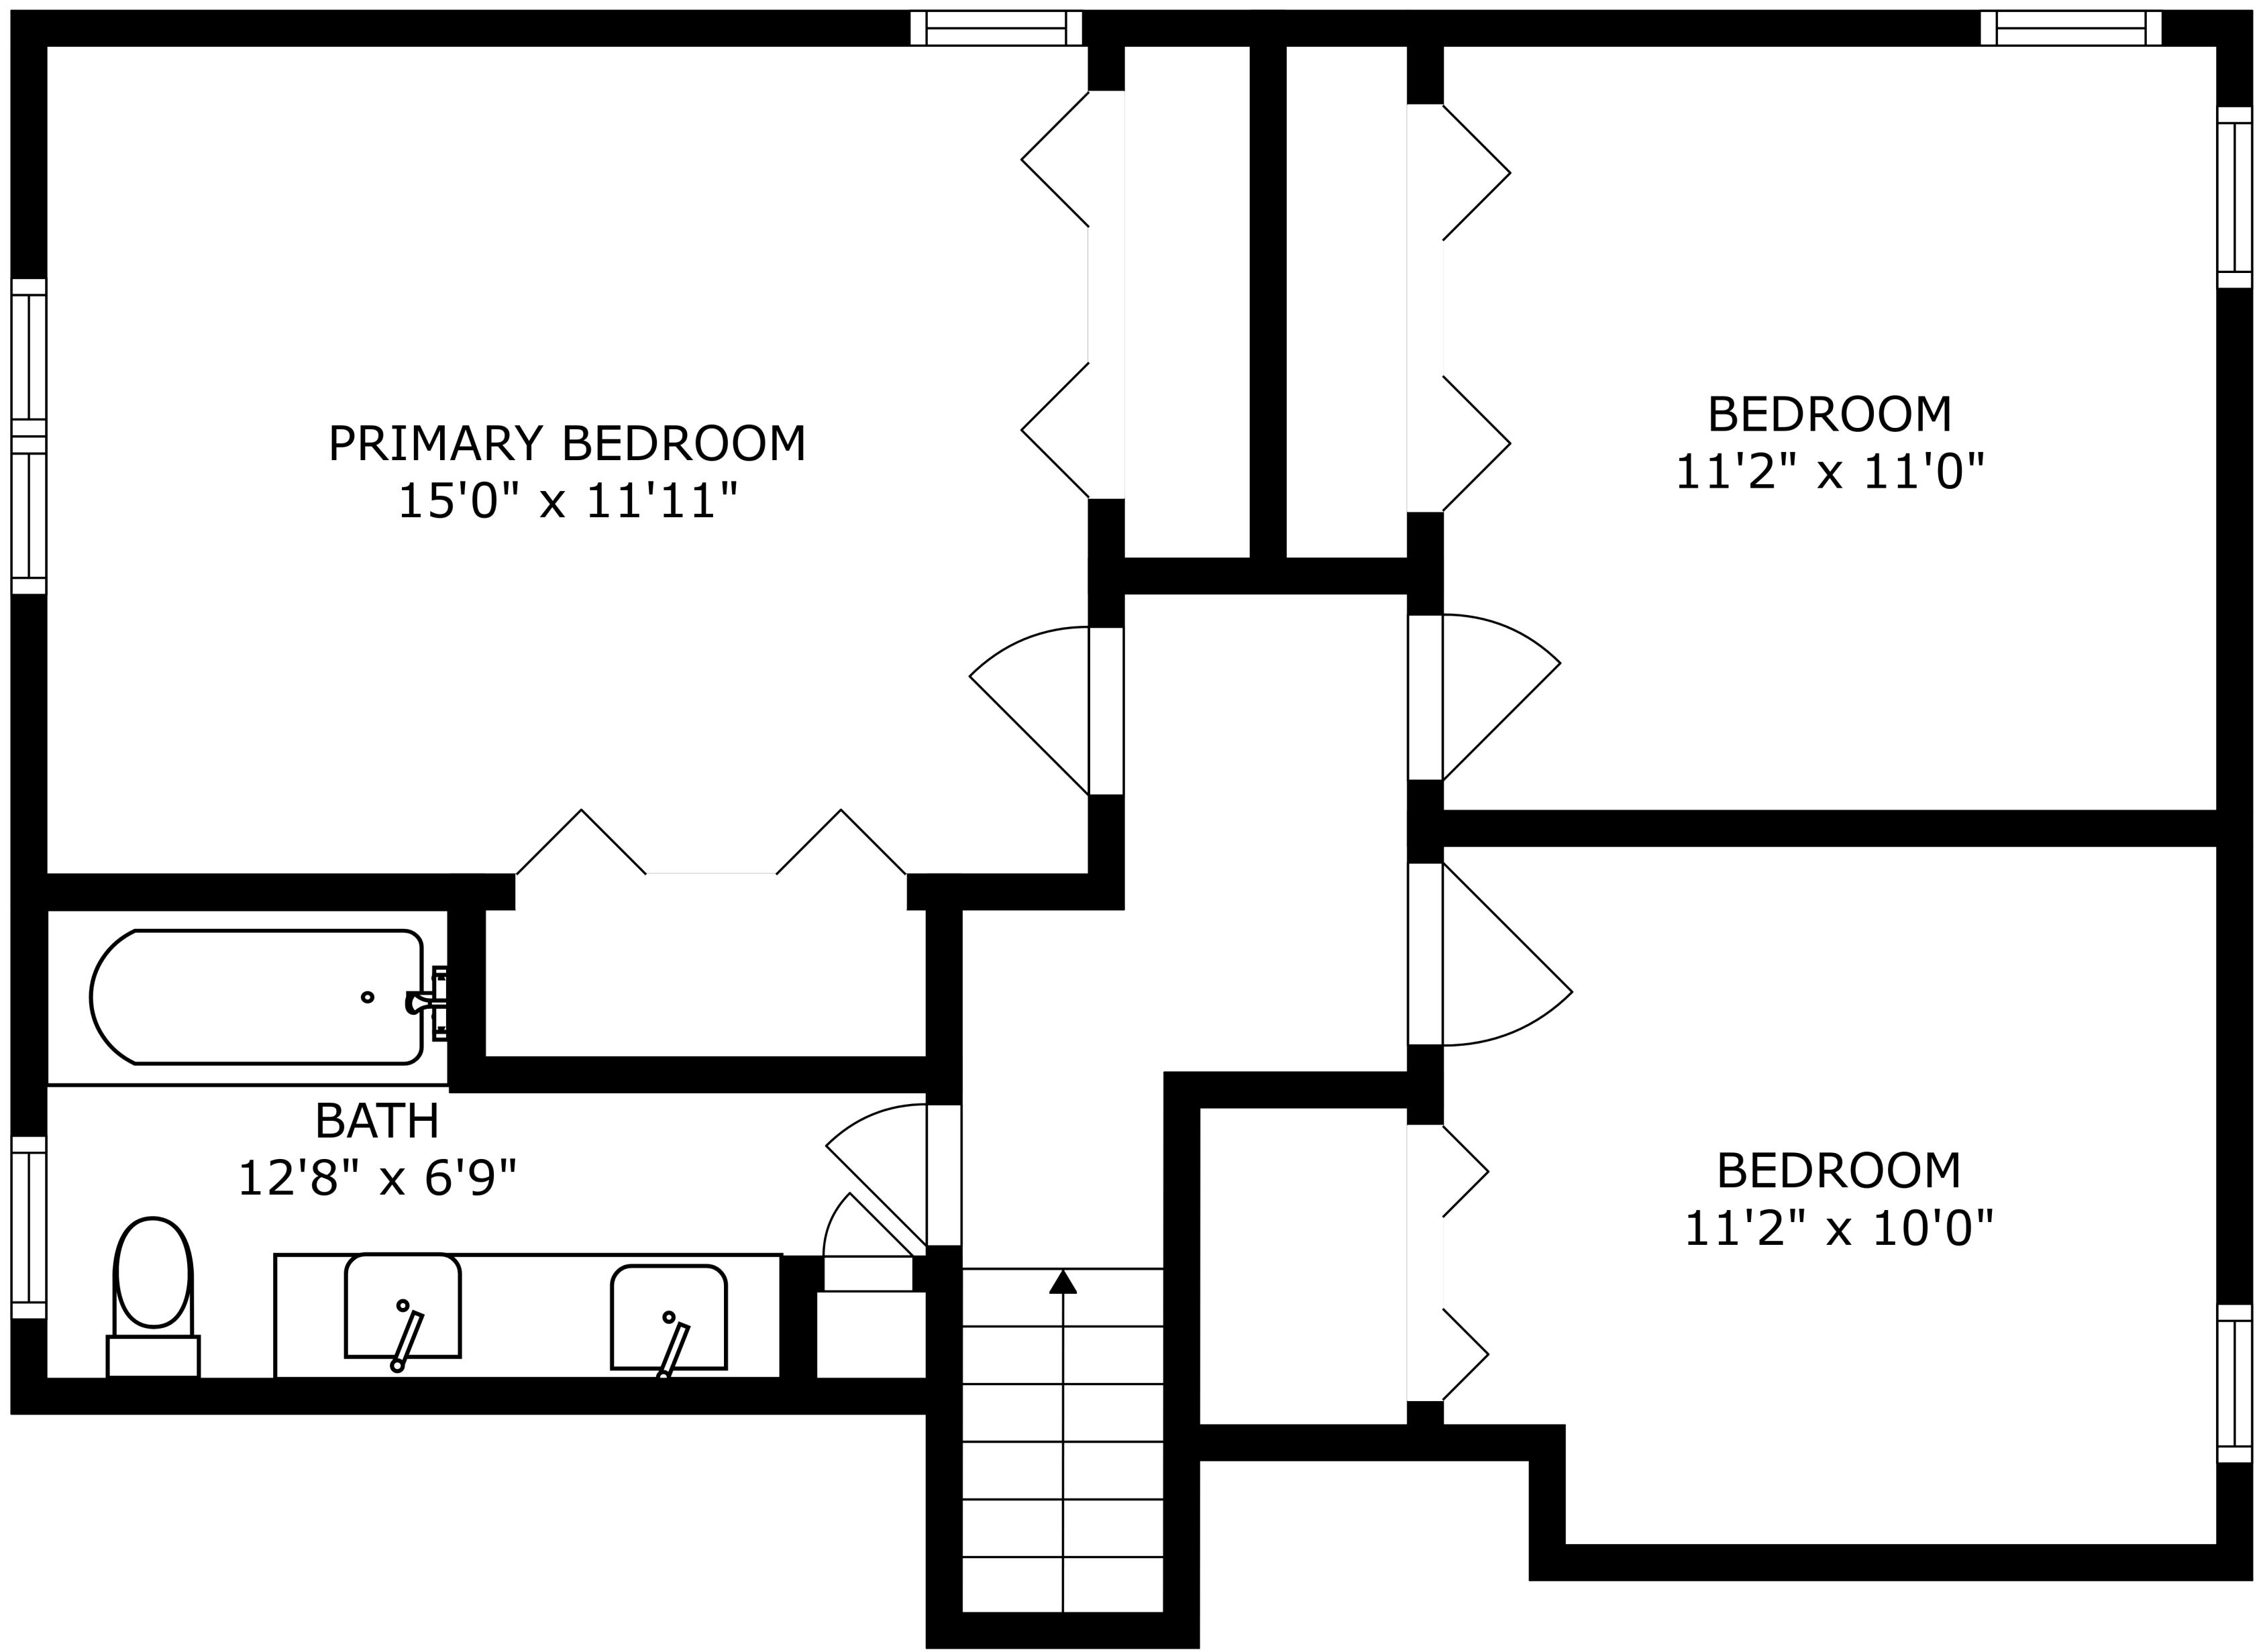 PRIMARY BEDROOM
15'0" x 11'11"
BEDROOM
11'2" x 11'0"
BATH
12'8" x 6'9"
BEDROOM
11'2" x 10'0"